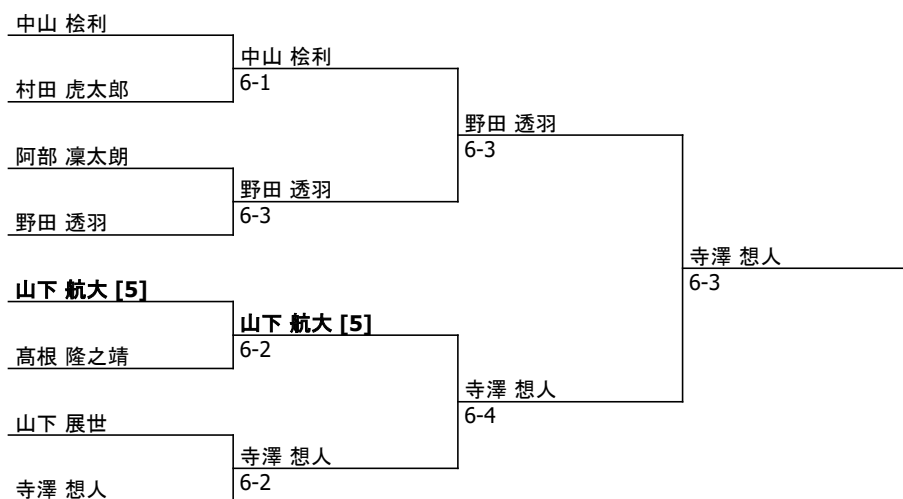 中山 桧利
中山 桧利
6-1
村田 虎太郎
野田 透羽
6-3
阿部 凜太朗
野田 透羽
6-3
野田 透羽
寺澤 想人
6-3
山下 航大 [5]
山下 航大 [5]
6-2
髙根 隆之靖
寺澤 想人
6-4
山下 展世
寺澤 想人
6-2
寺澤 想人